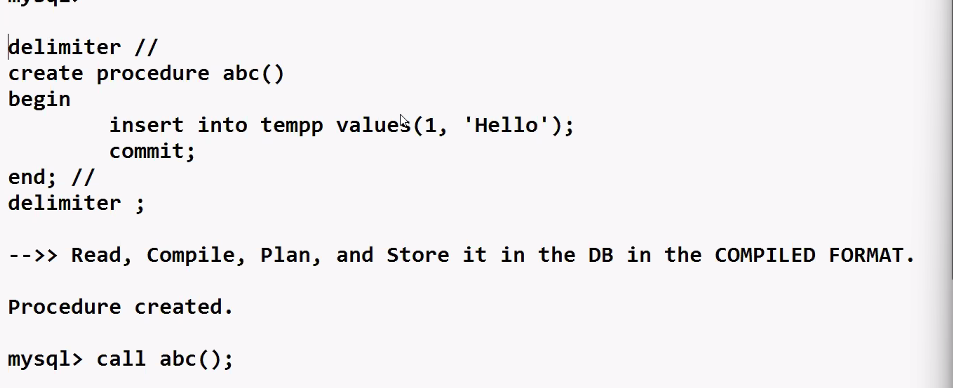 mysql>
delimiter //
create procedure abc()
begin
insert into tempp values(1, 'Hello');
commit;
end; //
delimiter ;
-->> Read, Compile, Plan, and Store it in the DB in the COMPILED FORMAT.
Procedure created.
mysql> call abc();